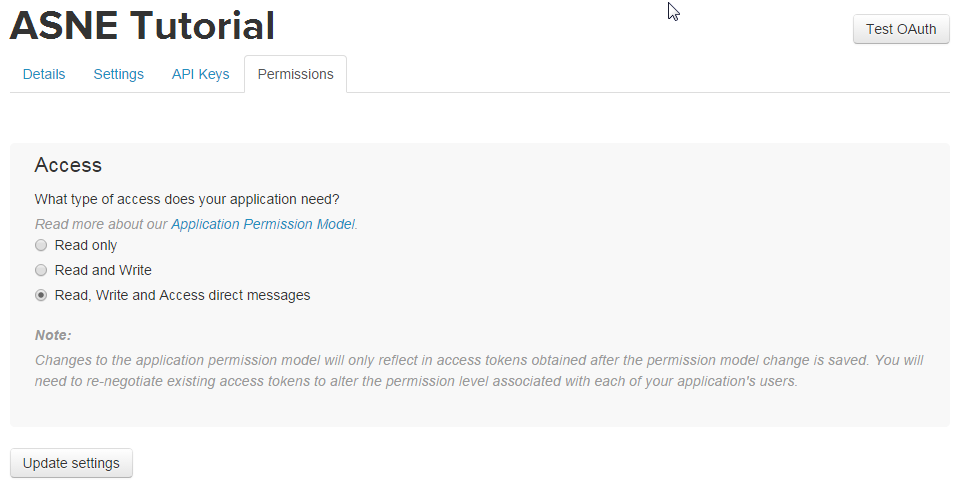 ASNE Tutorial
Test OAuth
Details Settings API Keys Permissions
Access
What type of access does your application need?
Read more about our Application Permission Model.
Read only
Read and Write
Read, Write and Access direct messages
Note:
Changes to the application permission model will only reflect in access tokens obtained after the permission model change is saved. You will
need to re-negotiate existing access tokens to alter the permission level associated with each of your application's users.
Update settings